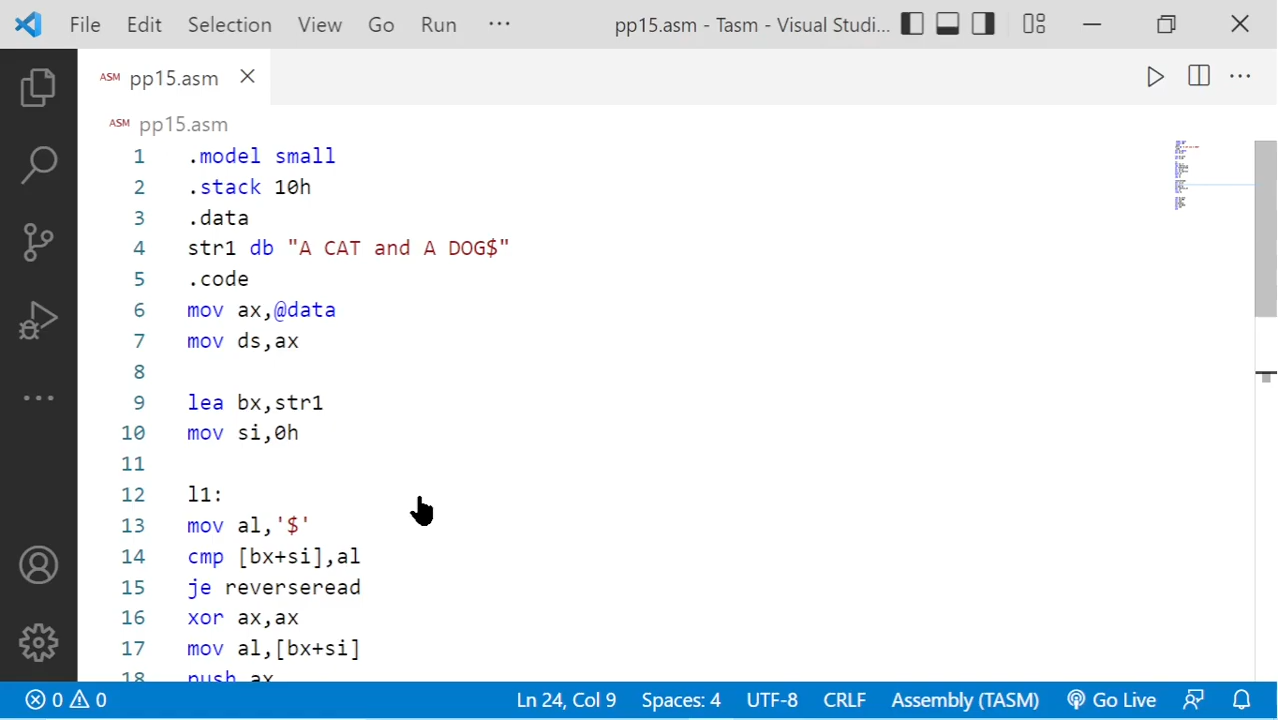 File Edit Selection View Go Run ··· pp15.asm - Tasm - Visual Studi...
ASM pp15.asm
ASM pp15.asm
1 .model small
2 .stack 10h
3 .data
4 str1 db "A CAT and A DOG$"
5 .code
6 mov ax,@data
7 mov ds,ax
8
9 lea bx,str1
10 mov si,0h
11
12 l1:
13 mov al,'$'
14 cmp [bx+si],al
15 je reverseread
16 xor ax,ax
17 mov al,[bx+si]
18 push ax
0 0 Ln 24, Col 9 Spaces: 4 UTF-8 CRLF Assembly (TASM) Go Live